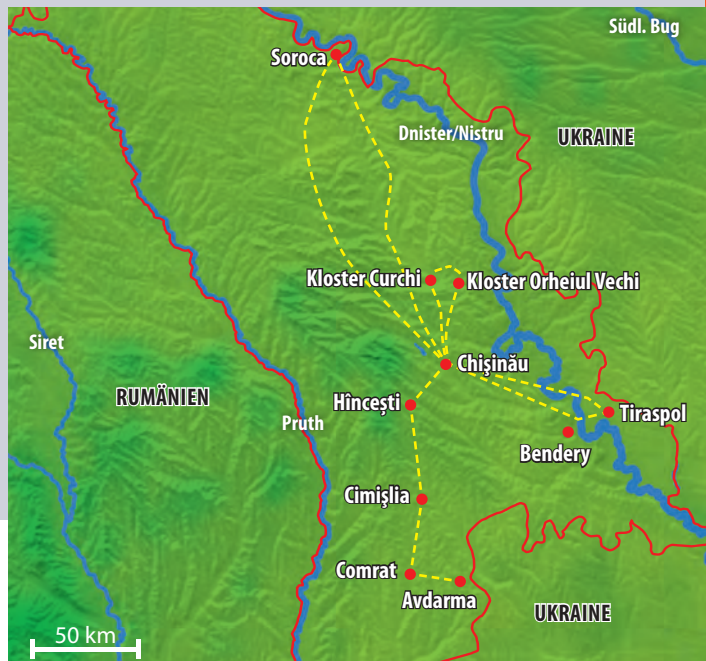 Südl. Bug
Soroca
Dnister/Nistru
UKRAINE
Kloster Curchi
Kloster Orheiul Vechi
Siret
Chişinău
RUMÄNIEN
Hînceşti
Pruth
Tiraspol
Bendery
Cimişlia
Comrat
Avdarma
UKRAINE
50 km